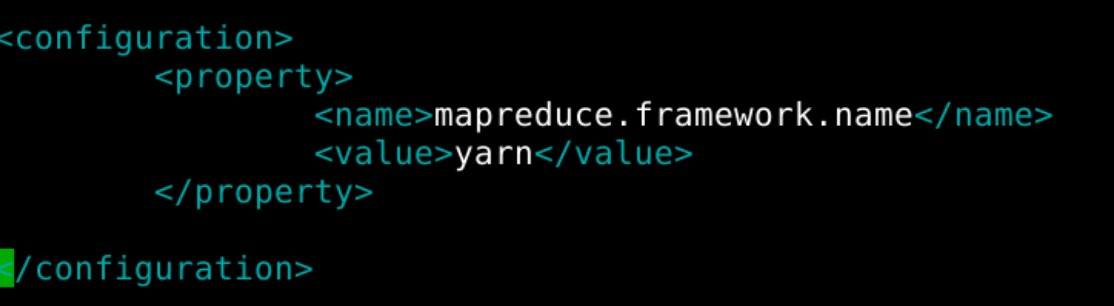 <configuration>
<property>
<name>mapreduce.framework.name</name>
<value>yarn</value>
</property>
</configuration>